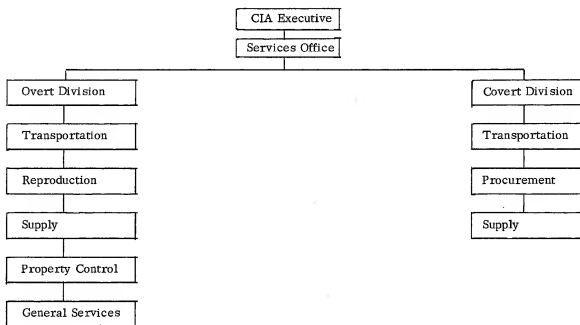 CIA Executive
Services Office
Overt Division
Transportation
Reproduction
Supply
Property Control
General Services
Covert Division
Transportation
Procurement
Supply